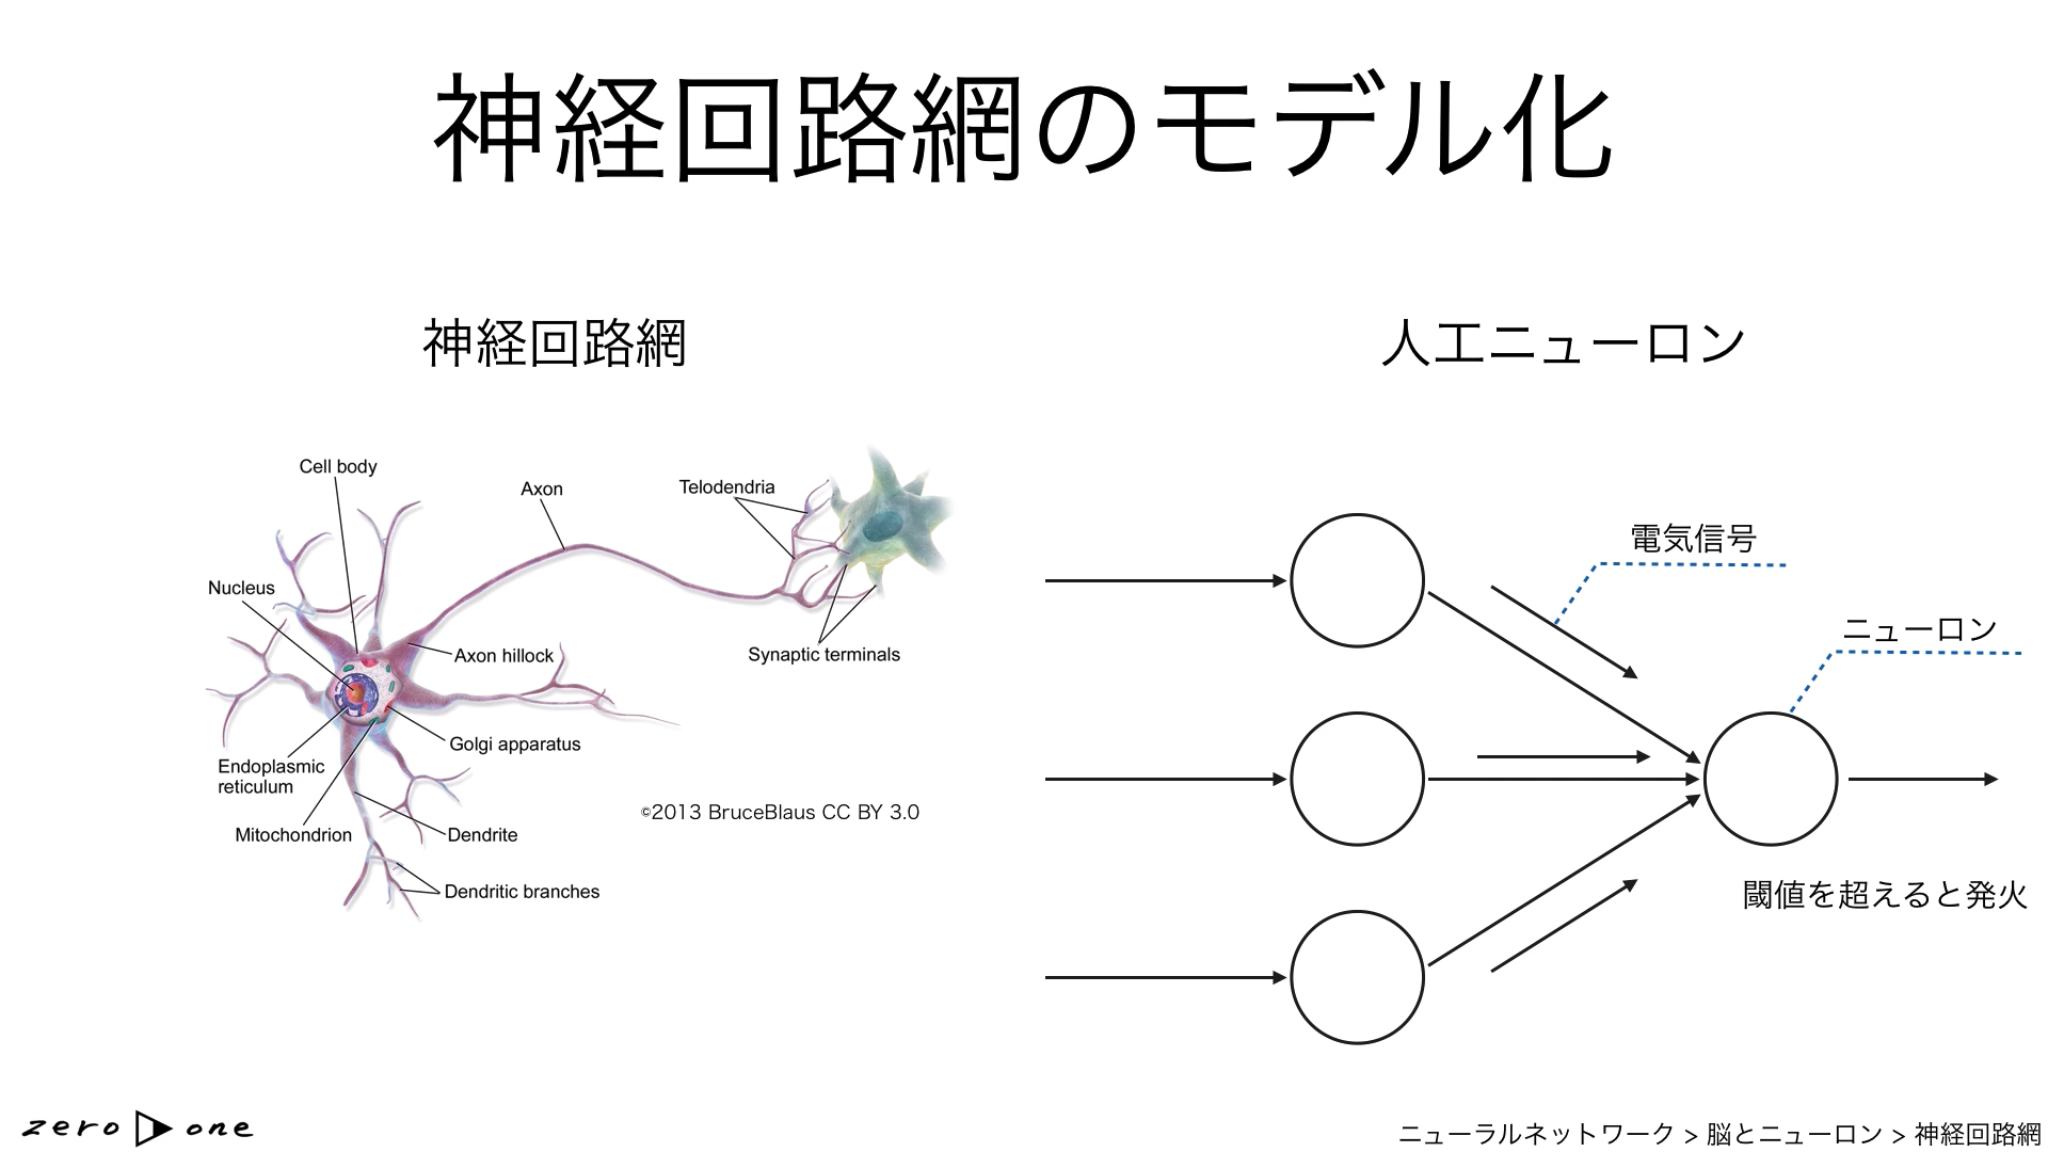 神経回路網のモデル化
神経回路網
Cell body
Axon
Telodendria
Nucleus
Axon hillock
Synaptic terminals
Golgi apparatus
Endoplasmic
reticulum
Mitochondrion
Dendrite
©2013 BruceBlaus CC BY 3.0
Dendritic branches
人工ニューロン
電気信号
ニューロン
閾値を超えると発火
zero one
ニューラルネットワーク > 脳とニューロン > 神経回路網